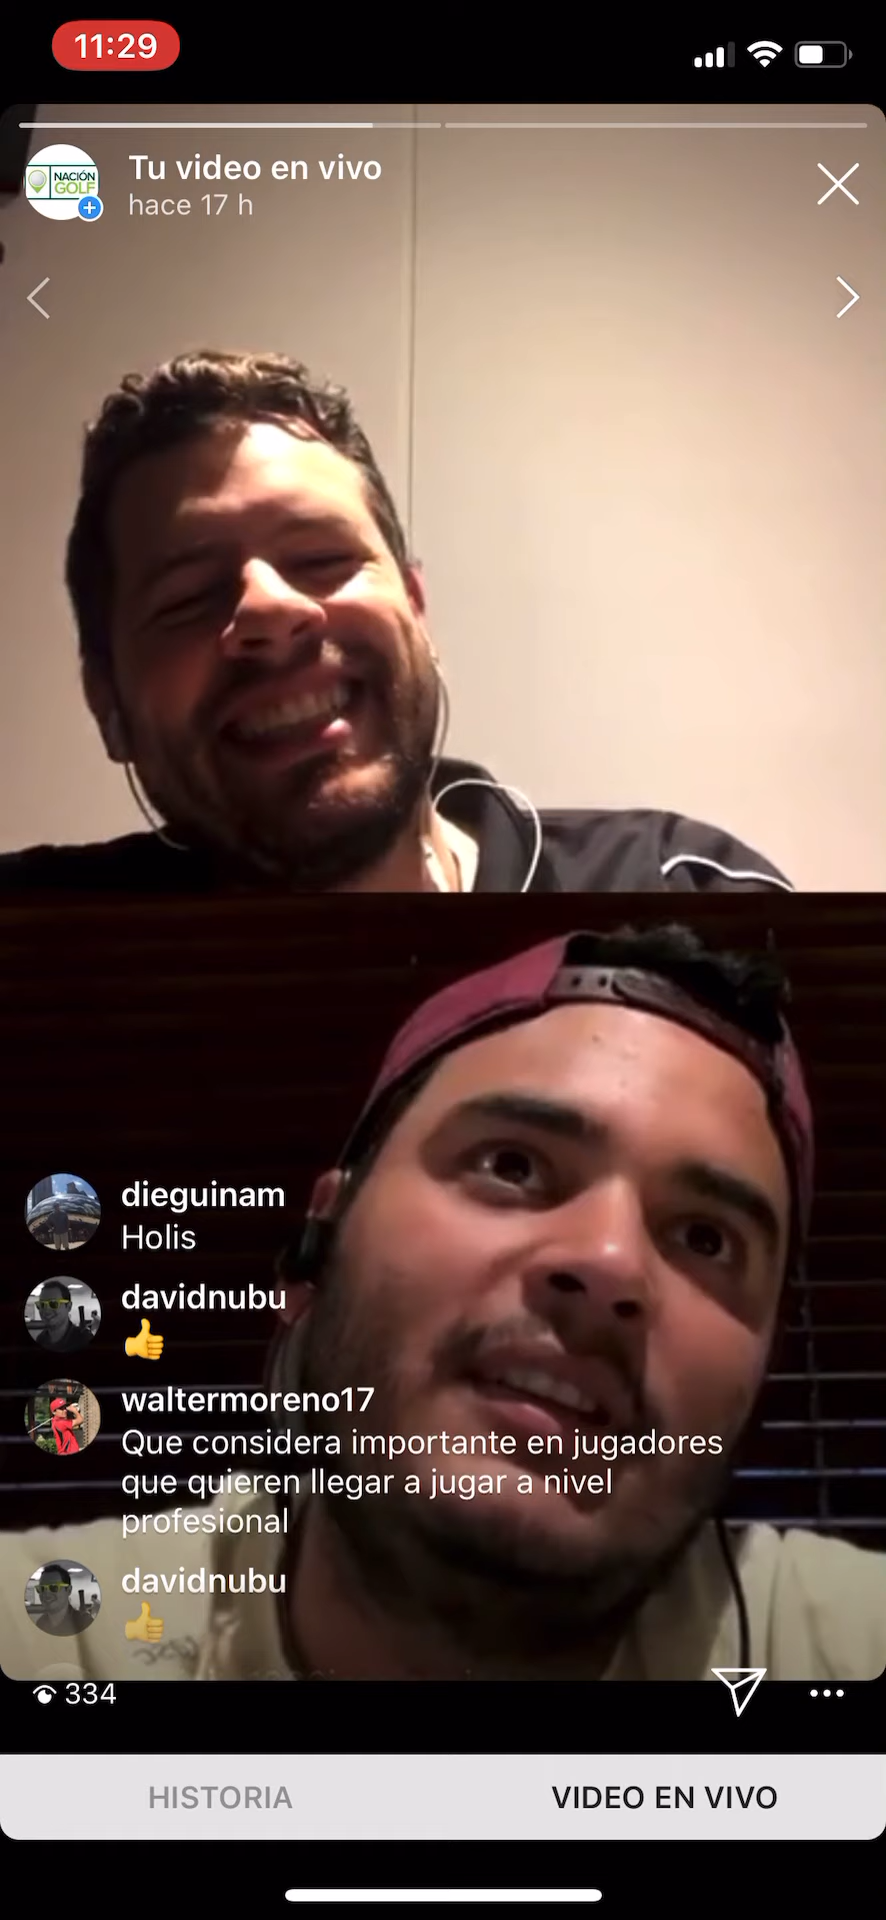 11:29
NACIÓN
GOLF
Tu video en vivo
hace 17 h
dieguinam
Holis
davidnubu
👍
waltermoreno17
Que considera importante en jugadores
que quieren llegar a jugar a nivel
profesional
davidnubu
👍
334
HISTORIA
VIDEO EN VIVO